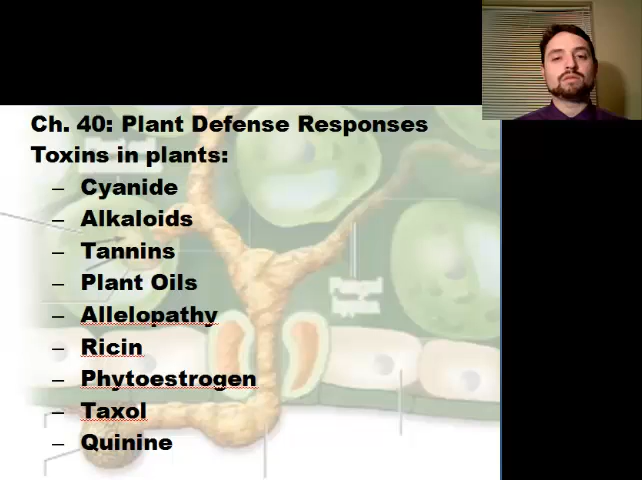 Ch. 40: Plant Defense Responses
Toxins in plants:
– Cyanide
– Alkaloids
– Tannins
– Plant Oils
– Allelopathy
– Ricin
– Phytoestrogen
– Taxol
– Quinine